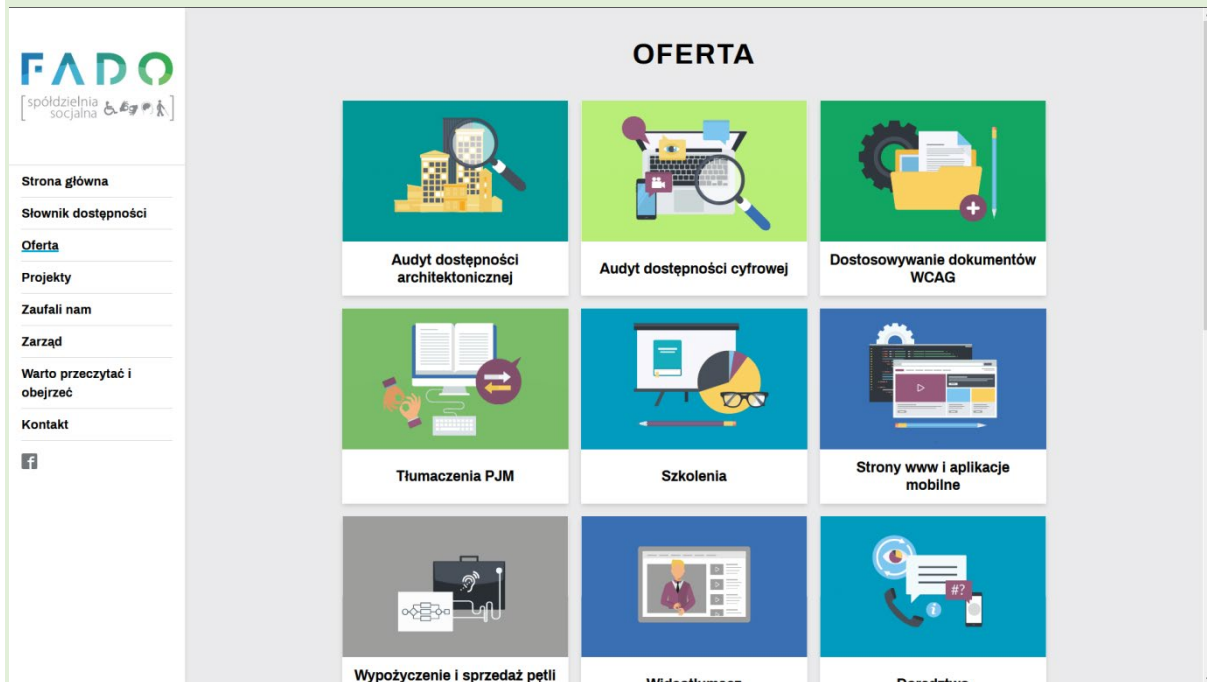 FADO
[spółdzielnia
socjalna]
Strona główna
Słownik dostępności
Oferta
Projekty
Zaufali nam
Zarząd
Warto przeczytać i
obejrzeć
Kontakt
f
OFERTA
Audyt dostępności
architektonicznej
Audyt dostępności cyfrowej
Dostosowywanie dokumentów
WCAG
Tłumaczenia PJM
Szkolenia
Strony www i aplikacje
mobilne
#?
i
Wypożyczenie i sprzedaż pętli